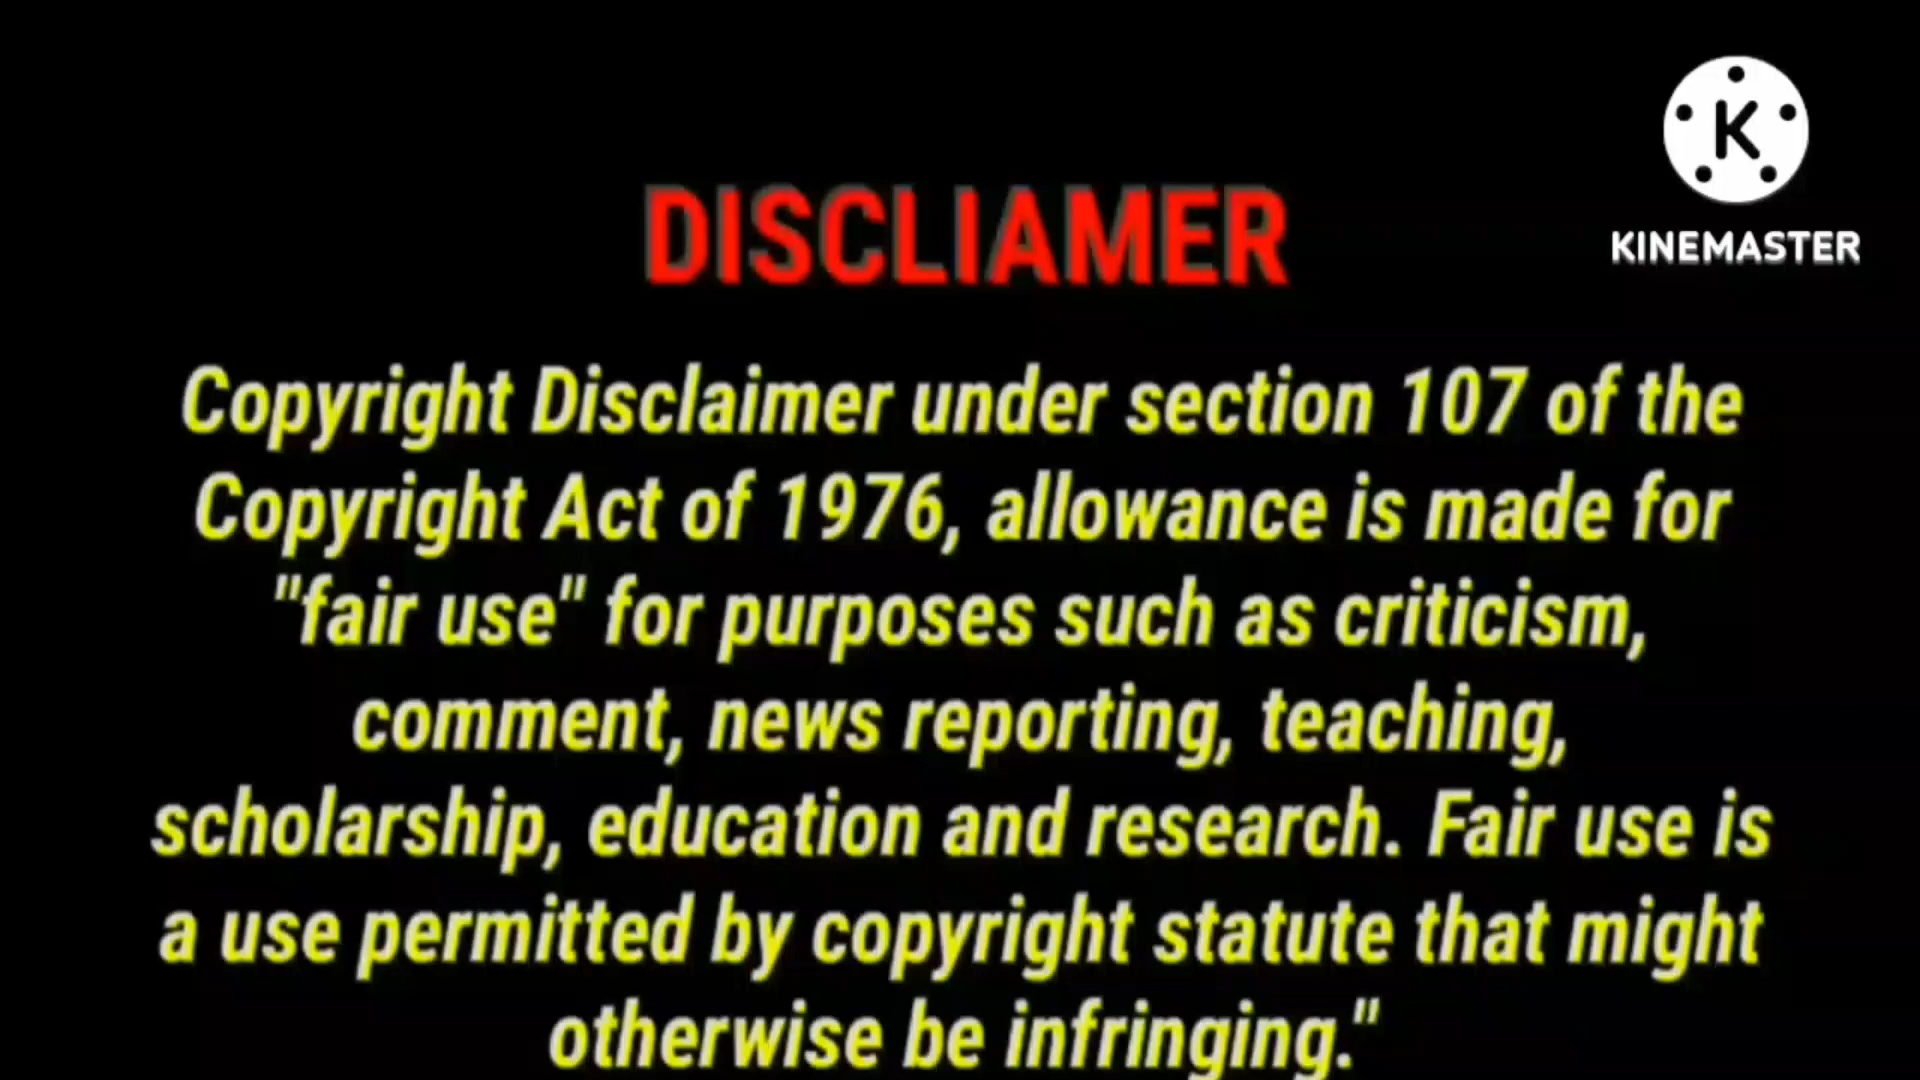 K
KINEMASTER
DISCLIAMER
Copyright Disclaimer under section 107 of the
Copyright Act of 1976, allowance is made for
"fair use" for purposes such as criticism,
comment, news reporting, teaching,
scholarship, education and research. Fair use is
a use permitted by copyright statute that might
otherwise be infringing."